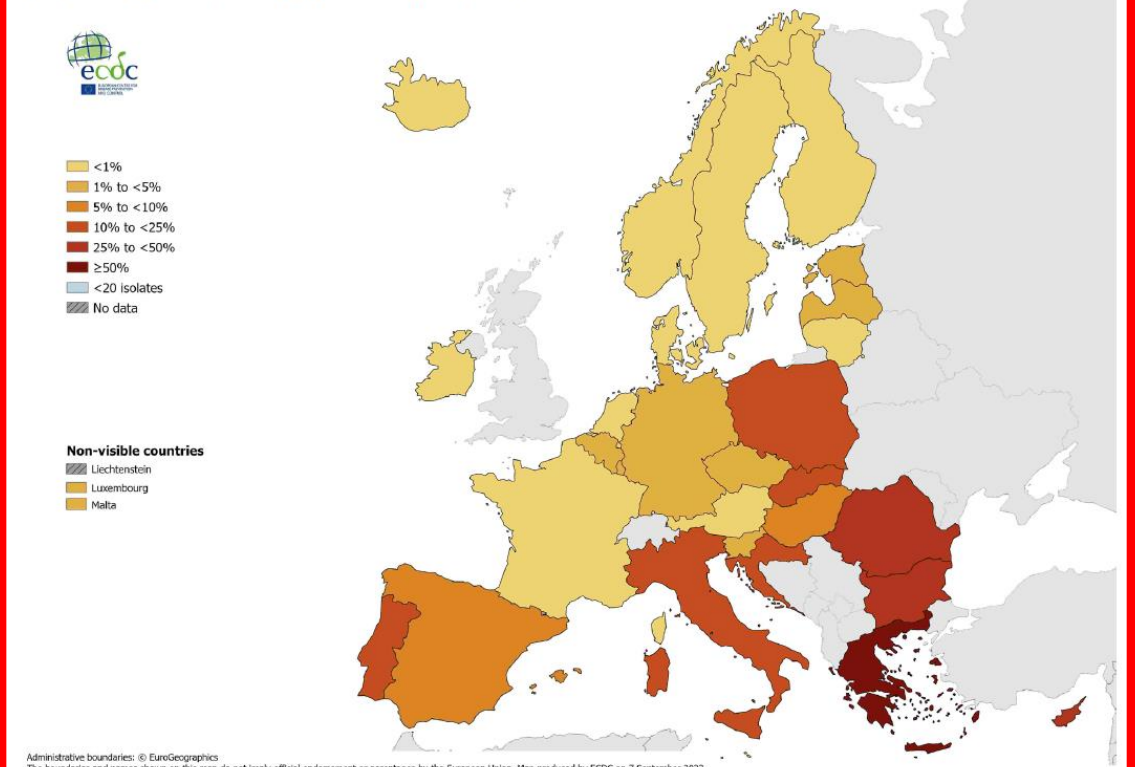 ecdc
<1%
1% to <5%
5% to <10%
10% to <25%
25% to <50%
≥50%
<20 isolates
No data
Non-visible countries
Liechtenstein
Luxembourg
Malta
Administrative boundaries: © EuroGeographics